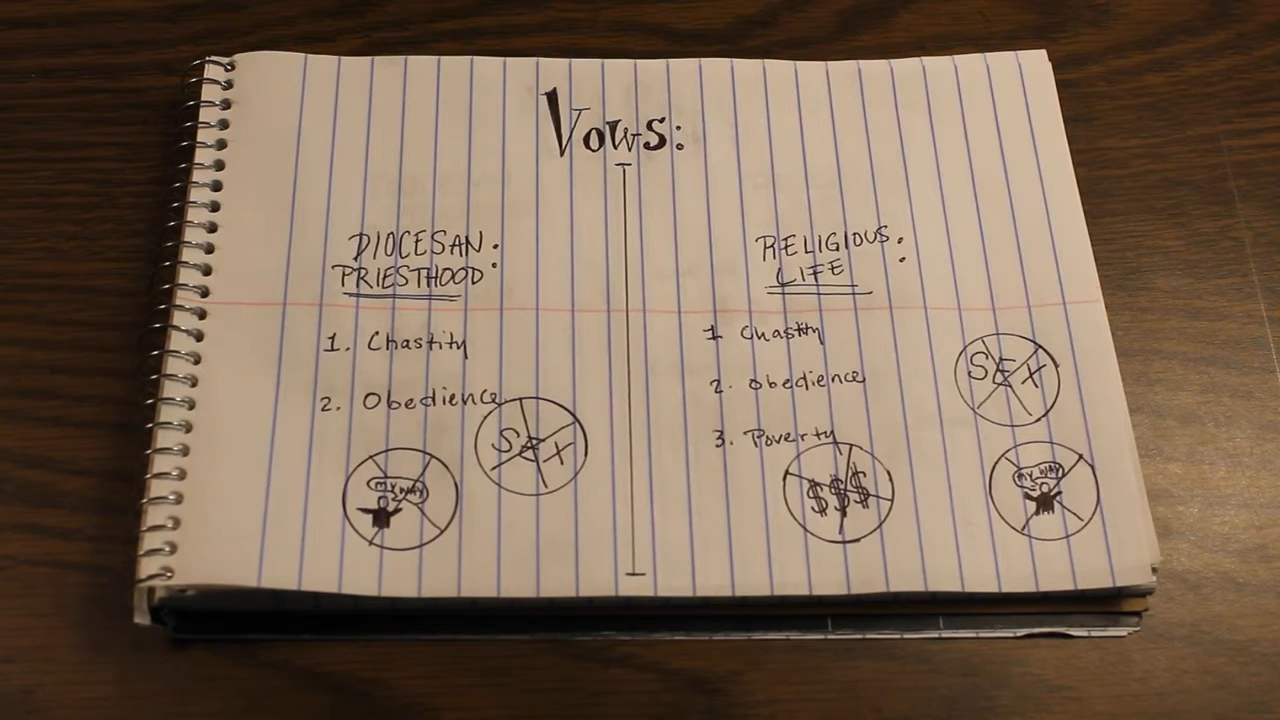 Vows:
DIOCESAN:
PRIESTHOOD
1. Chastity
2. Obedience
SEX
MY WAY
RELIGIOUS:
LIFE
1 Chastity
2. Obedience
3. Poverty
SEX
$$$
MY WAY